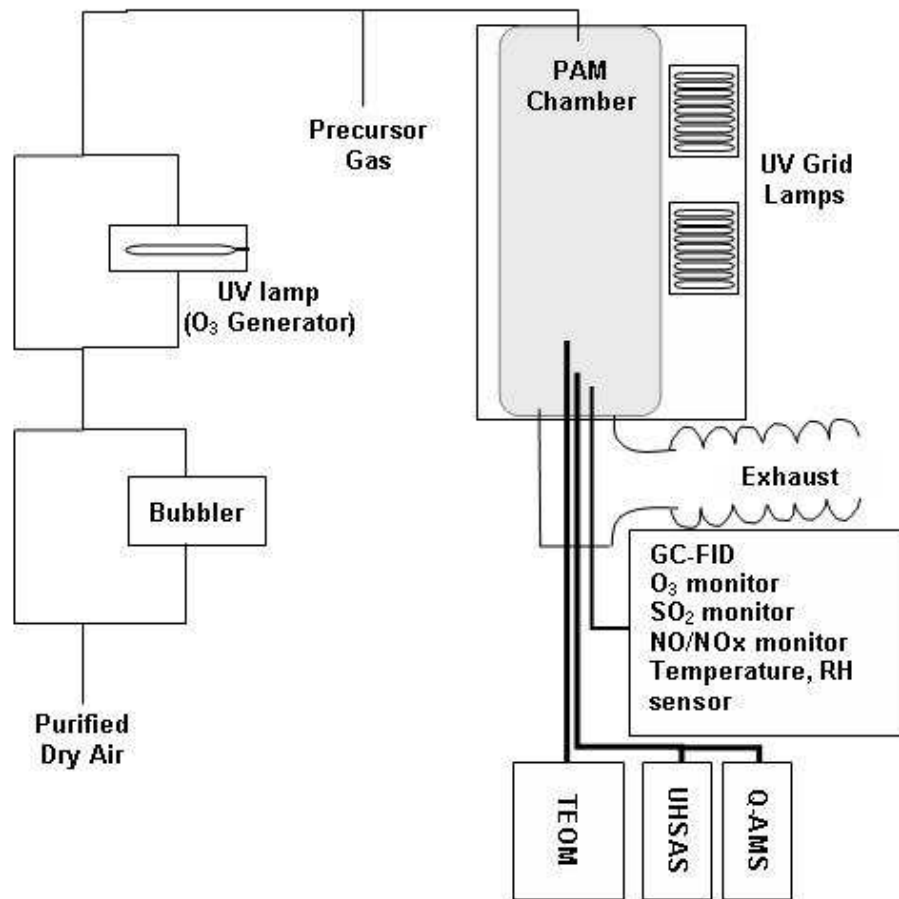 PAM
Chamber
Precursor
Gas
UV Grid
Lamps
UV lamp
(O₃ Generator)
Exhaust
Bubbler
GC-FID
O₃ monitor
SO₂ monitor
NO/NOx monitor
Temperature, RH
sensor
Purified
Dry Air
TEOM
UHSAS
Q-AMS